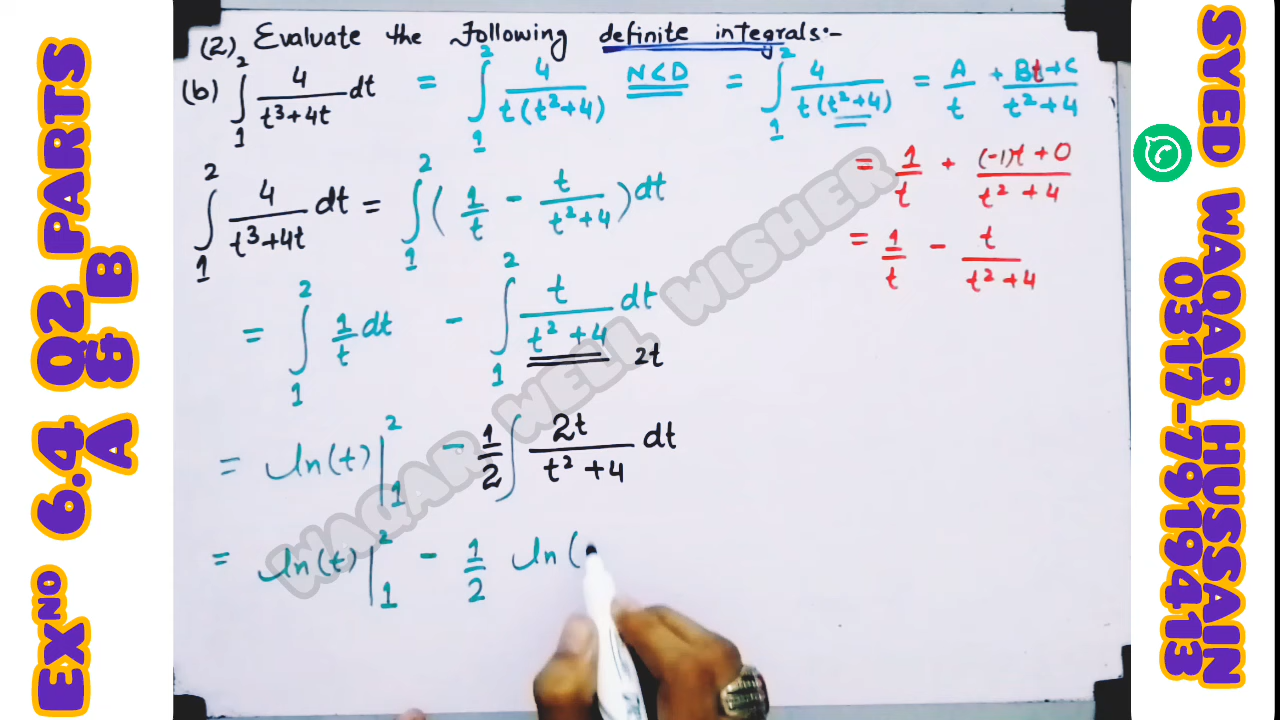 EXNO 6.4 Q2 PARTS
A & B
(2) Evaluate the Following definite integrals:-
(b) ∫₁² 4/(t³+4t) dt = ∫₁² 4/(t(t²+4)) N<D = ∫₁² 4/(t(t²+4)) = A/t + (Bt+C)/(t²+4)
= 1/t + ((-1)t+0)/(t²+4)
∫₁² 4/(t³+4t) dt = ∫₁² (1/t - t/(t²+4)) dt
= 1/t - t/(t²+4)
= ∫₁² 1/t dt - ∫₁² t/(t²+4) dt
2t
= ln(t)|₁² - 1/2 ∫ 2t/(t²+4) dt
= ln(t)|₁² - 1/2 ln(
WAQAR WELL WISHER
SYED WAQAR HUSSAIN
0317-7919413